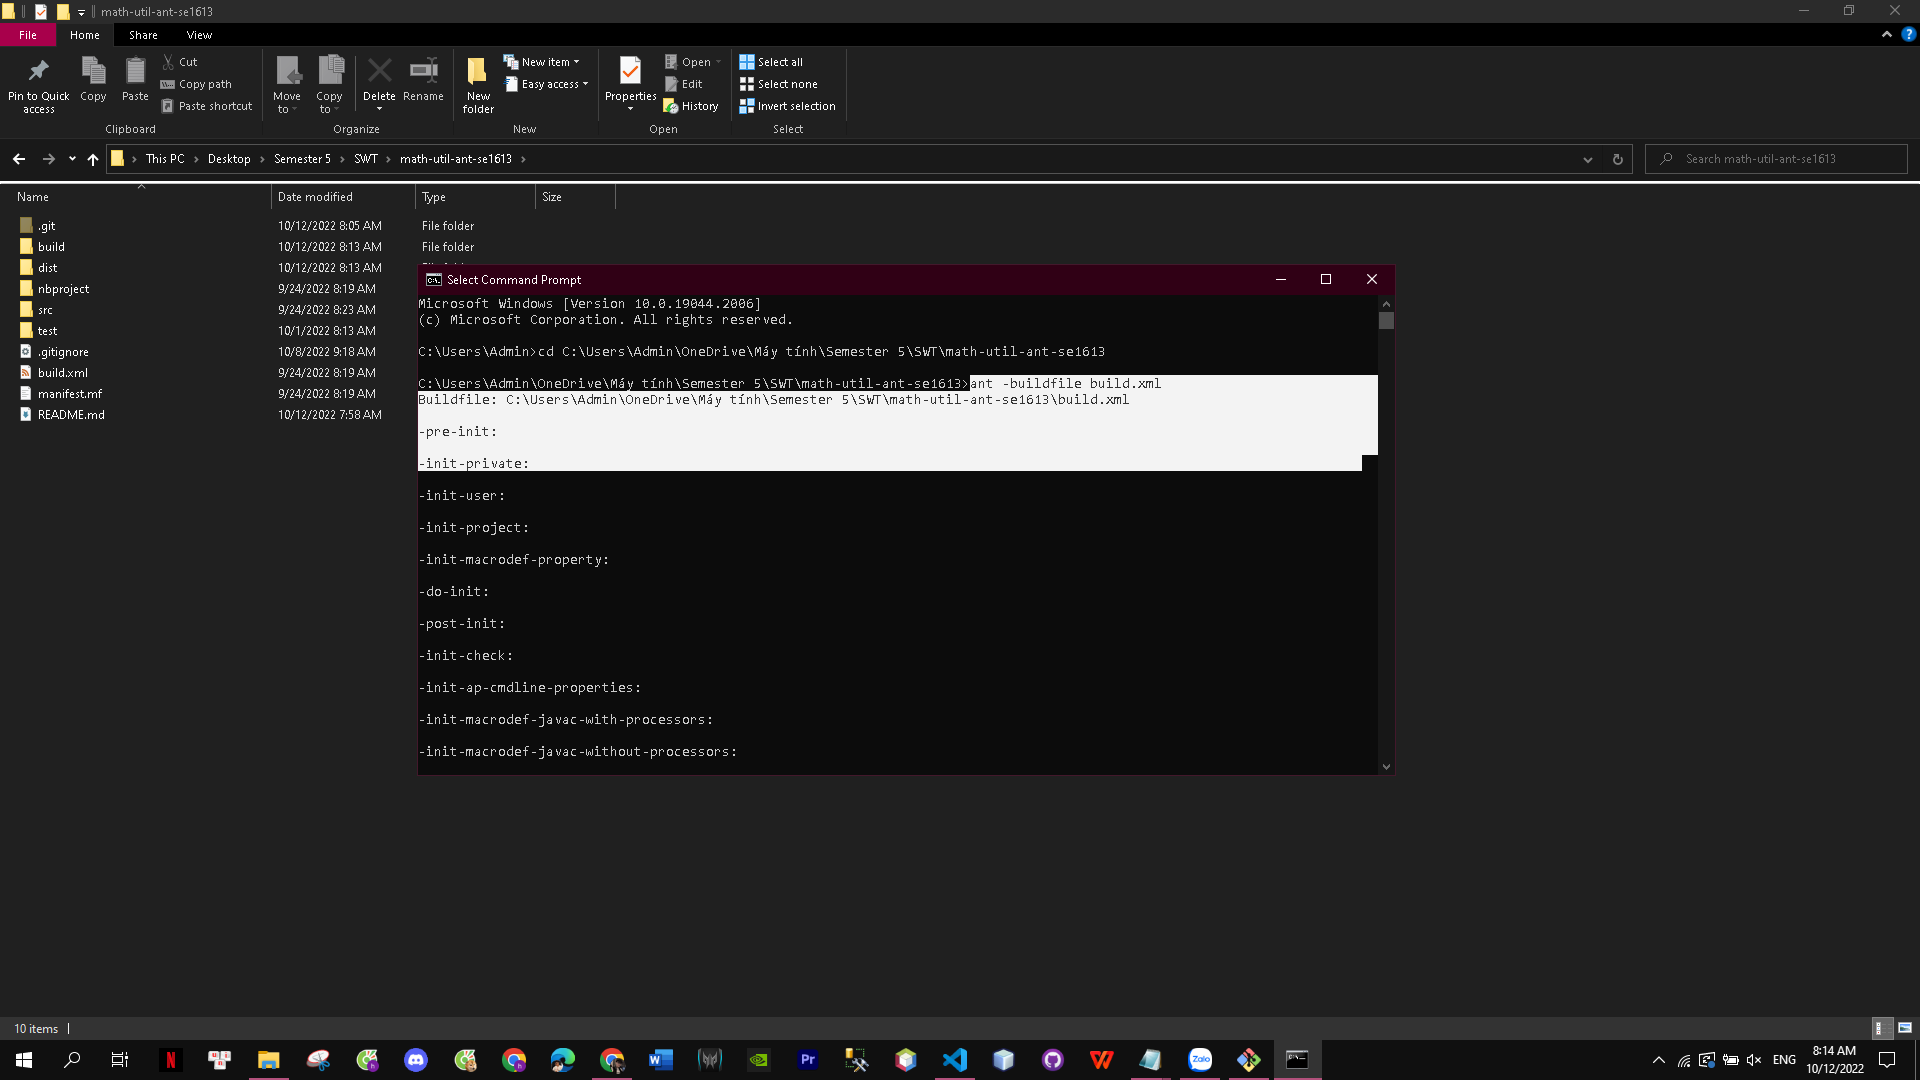 math-util-ant-se1613
File Home Share View
Pin to Quick access
Copy
Paste
Cut
Copy path
Paste shortcut
Clipboard
Move to
Copy to
Delete
Rename
Organize
New folder
New item
Easy access
New
Properties
Open
Edit
History
Open
Select all
Select none
Invert selection
Select
This PC Desktop Semester 5 SWT math-util-ant-se1613
Search math-util-ant-se1613
Name Date modified Type Size
.git 10/12/2022 8:05 AM File folder
build 10/12/2022 8:13 AM File folder
dist 10/12/2022 8:13 AM
nbproject 9/24/2022 8:19 AM
src 9/24/2022 8:23 AM
test 10/1/2022 8:13 AM
.gitignore 10/8/2022 9:18 AM
build.xml 9/24/2022 8:19 AM
manifest.mf 9/24/2022 8:19 AM
README.md 10/12/2022 7:58 AM
Select Command Prompt
Microsoft Windows [Version 10.0.19044.2006]
(c) Microsoft Corporation. All rights reserved.
C:\Users\Admin>cd C:\Users\Admin\OneDrive\Máy tính\Semester 5\SWT\math-util-ant-se1613
C:\Users\Admin\OneDrive\Máy tính\Semester 5\SWT\math-util-ant-se1613>ant -buildfile build.xml
Buildfile: C:\Users\Admin\OneDrive\Máy tính\Semester 5\SWT\math-util-ant-se1613\build.xml
-pre-init:
-init-private:
-init-user:
-init-project:
-init-macrodef-property:
-do-init:
-post-init:
-init-check:
-init-ap-cmdline-properties:
-init-macrodef-javac-with-processors:
-init-macrodef-javac-without-processors:
10 items
N
Pr
Zalo
ENG
8:14 AM
10/12/2022